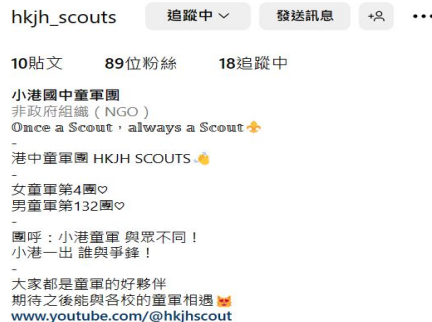 hkjh_scouts 追蹤中 發送訊息 ...
10貼文 89位粉絲 18追蹤中
小港國中童軍團
非政府組織（NGO）
𝕆𝕟𝕔𝕖 𝕒 𝕊𝕔𝕠𝕦𝕥，𝕒𝕝𝕨𝕒𝕪𝕤 𝕒 𝕊𝕔𝕠𝕦𝕥⚜️
-
港中童軍團 HKJH SCOUTS👋
-
女童軍第4團♡
男童軍第132團♡
-
團呼：小港童軍 與眾不同！
小港一出 誰與爭鋒！
-
大家都是童軍的好夥伴
期待之後能與各校的童軍相遇😻
www.youtube.com/@hkjhscout